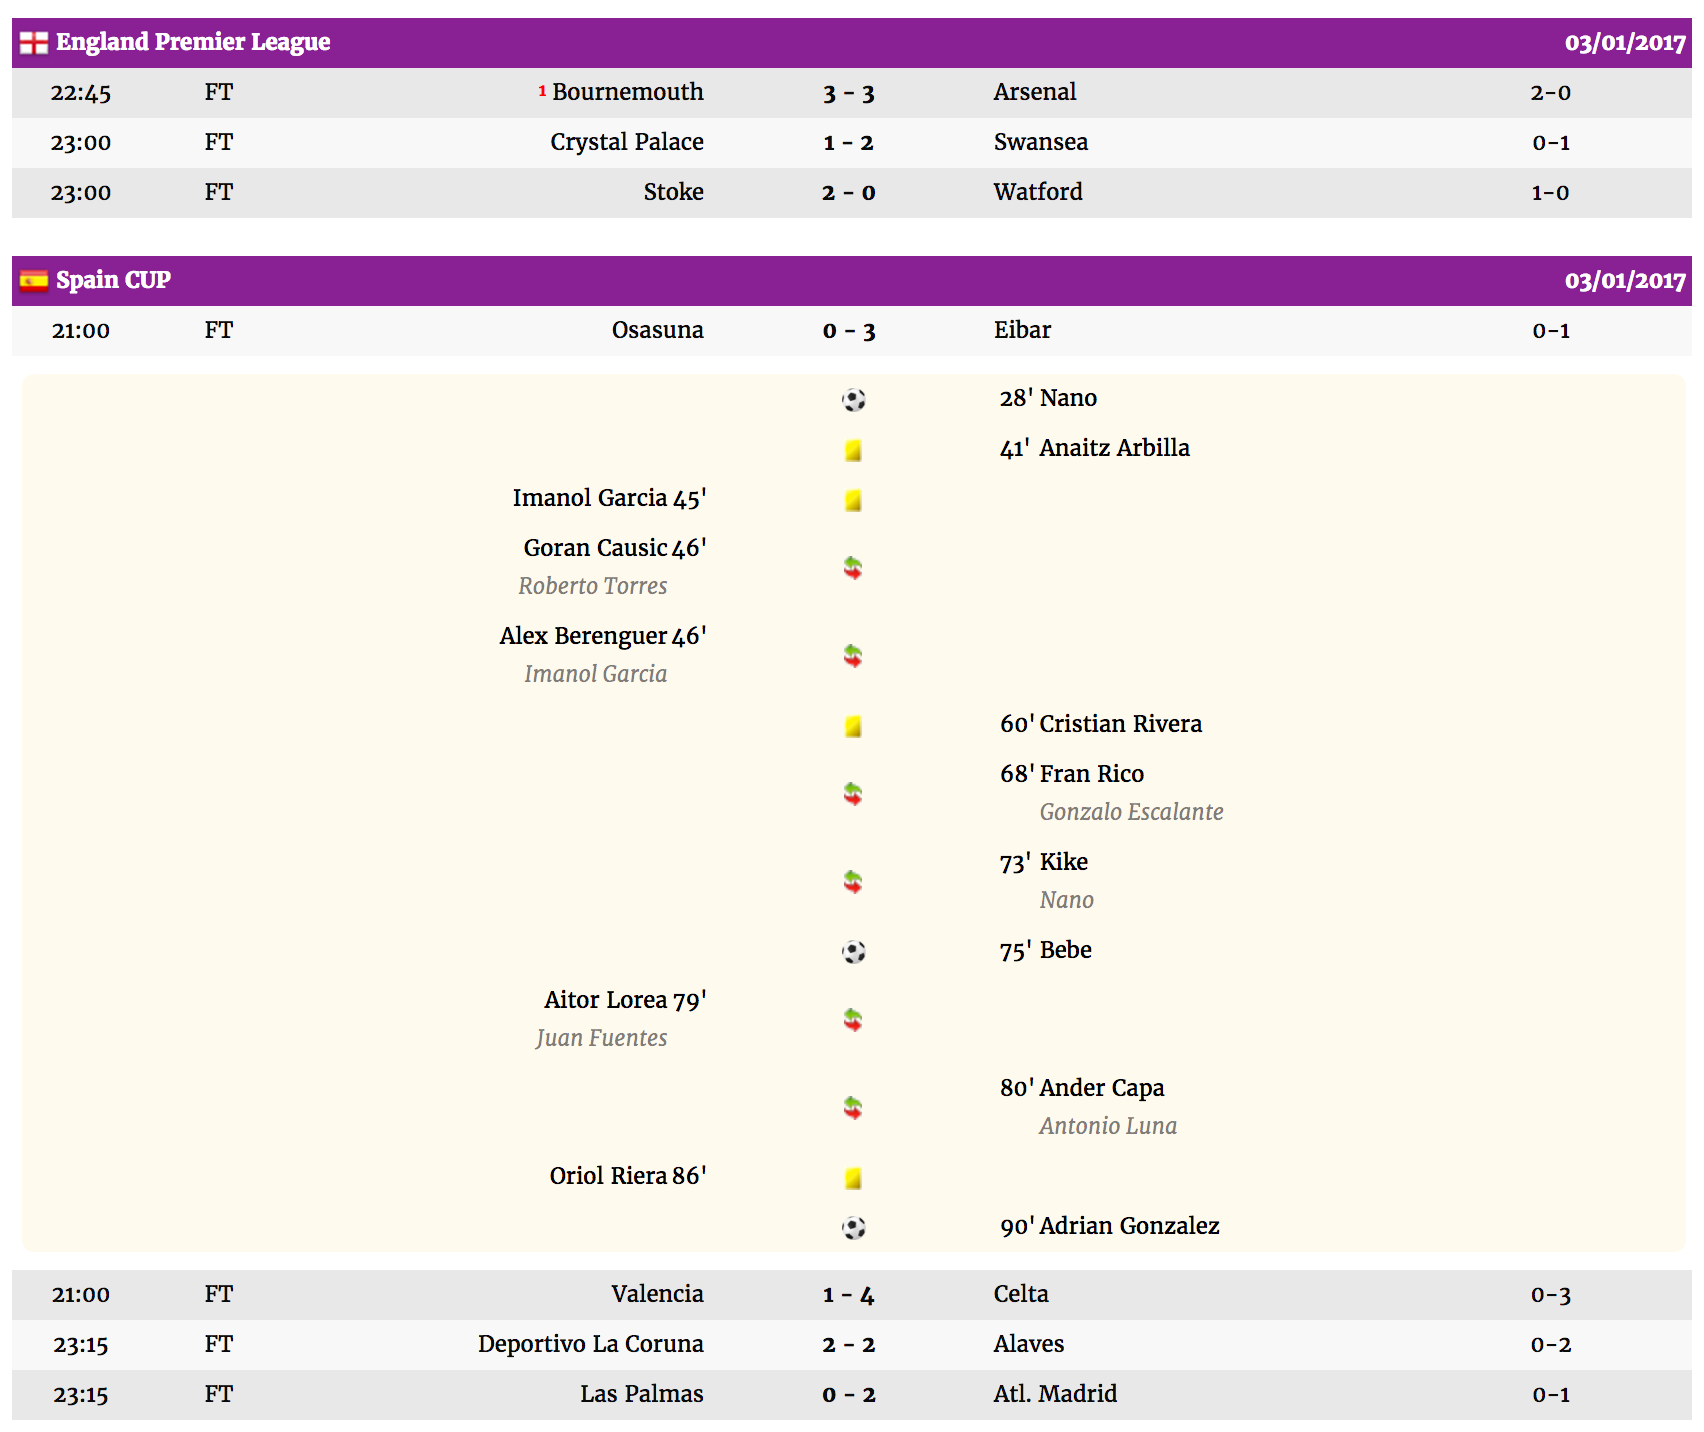 England Premier League 03/01/2017
22:45 FT 1 Bournemouth 3 - 3 Arsenal 2-0
23:00 FT Crystal Palace 1 - 2 Swansea 0-1
23:00 FT Stoke 2 - 0 Watford 1-0
Spain CUP 03/01/2017
21:00 FT Osasuna 0 - 3 Eibar 0-1
28' Nano
41' Anaitz Arbilla
Imanol Garcia 45'
Goran Causic 46'
Roberto Torres
Alex Berenguer 46'
Imanol Garcia
60' Cristian Rivera
68' Fran Rico
Gonzalo Escalante
73' Kike
Nano
75' Bebe
Aitor Lorea 79'
Juan Fuentes
80' Ander Capa
Antonio Luna
Oriol Riera 86'
90' Adrian Gonzalez
21:00 FT Valencia 1 - 4 Celta 0-3
23:15 FT Deportivo La Coruna 2 - 2 Alaves 0-2
23:15 FT Las Palmas 0 - 2 Atl. Madrid 0-1